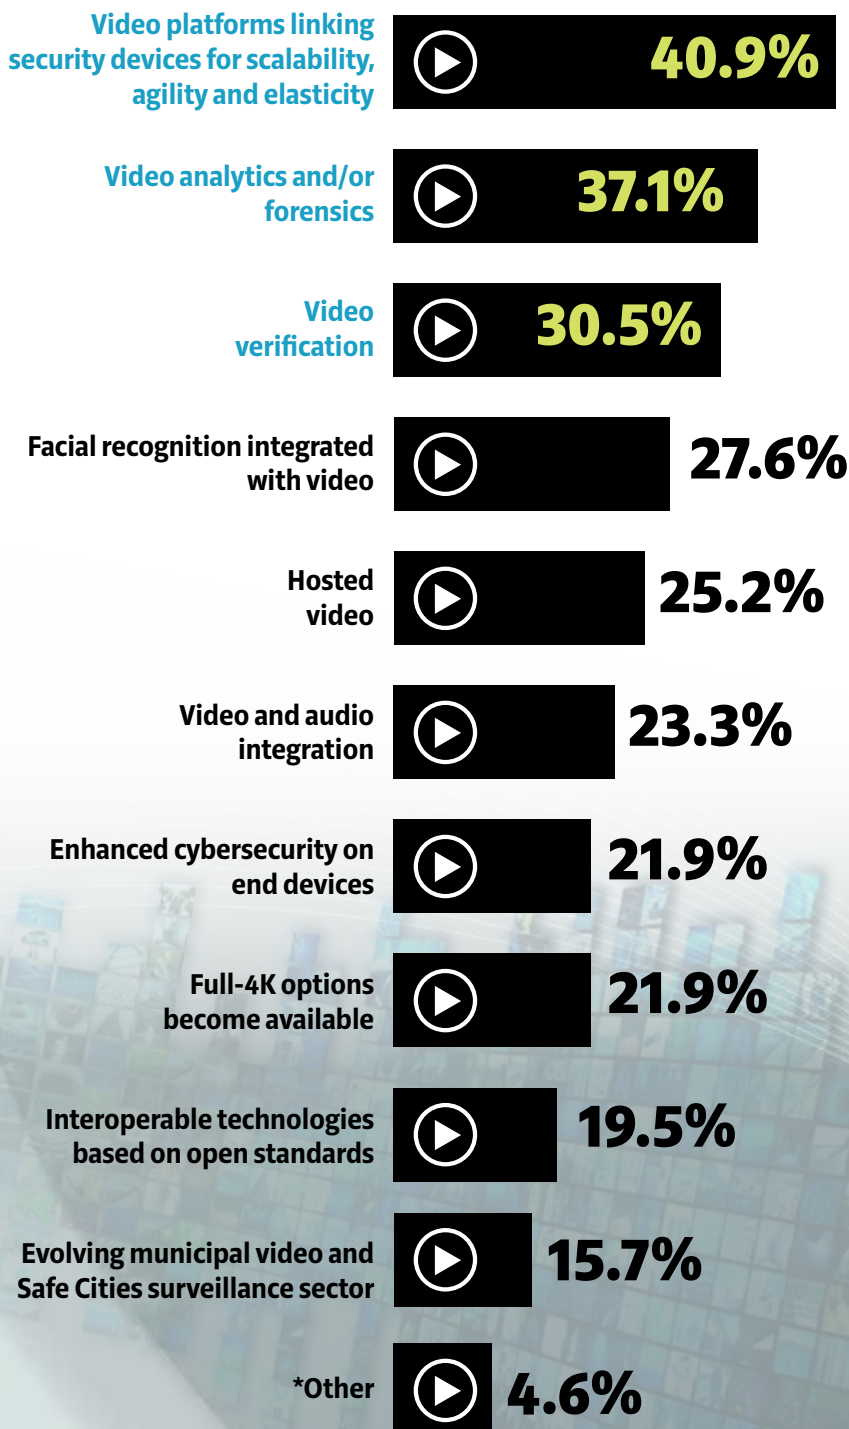 Video platforms linking
security devices for scalability,
agility and elasticity
40.9%
Video analytics and/or
forensics
37.1%
Video
verification
30.5%
Facial recognition integrated
with video
27.6%
Hosted
video
25.2%
Video and audio
integration
23.3%
Enhanced cybersecurity on
end devices
21.9%
Full-4K options
become available
21.9%
Interoperable technologies
based on open standards
19.5%
Evolving municipal video and
Safe Cities surveillance sector
15.7%
*Other
4.6%